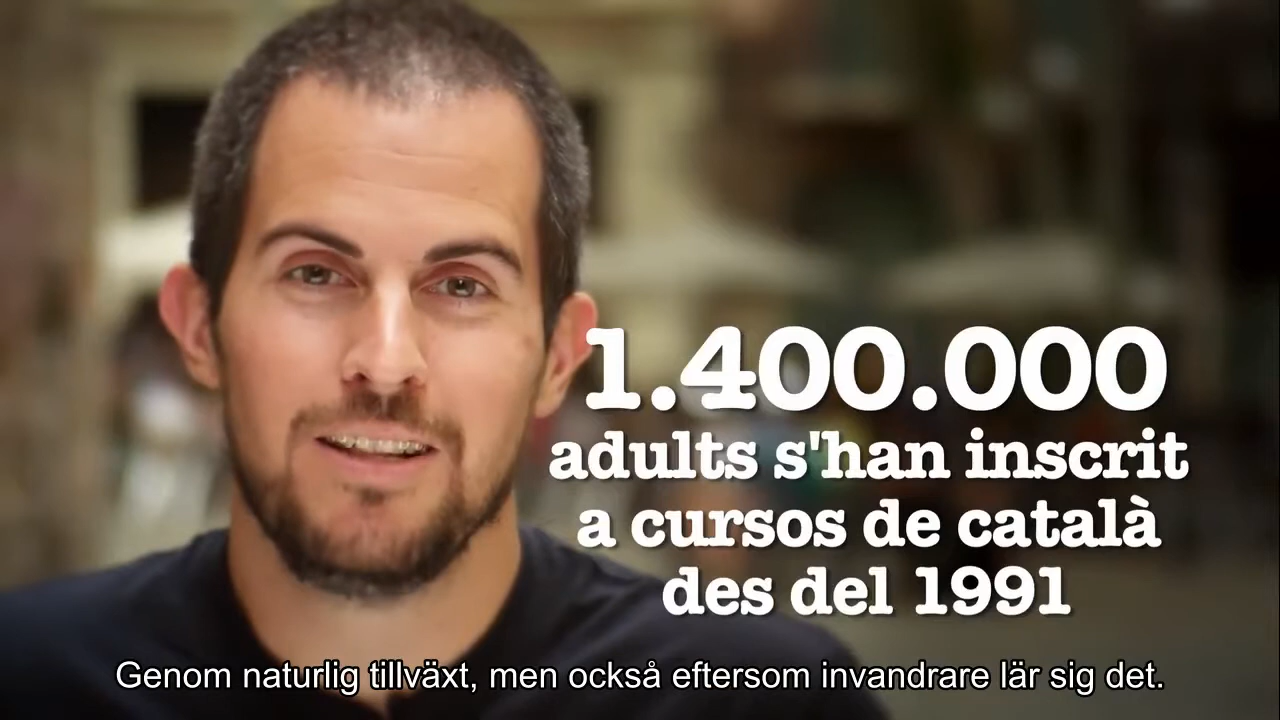 1.400.000
adults s'han inscrit
a cursos de català
des del 1991
Genom naturlig tillväxt, men också eftersom invandrare lär sig det.